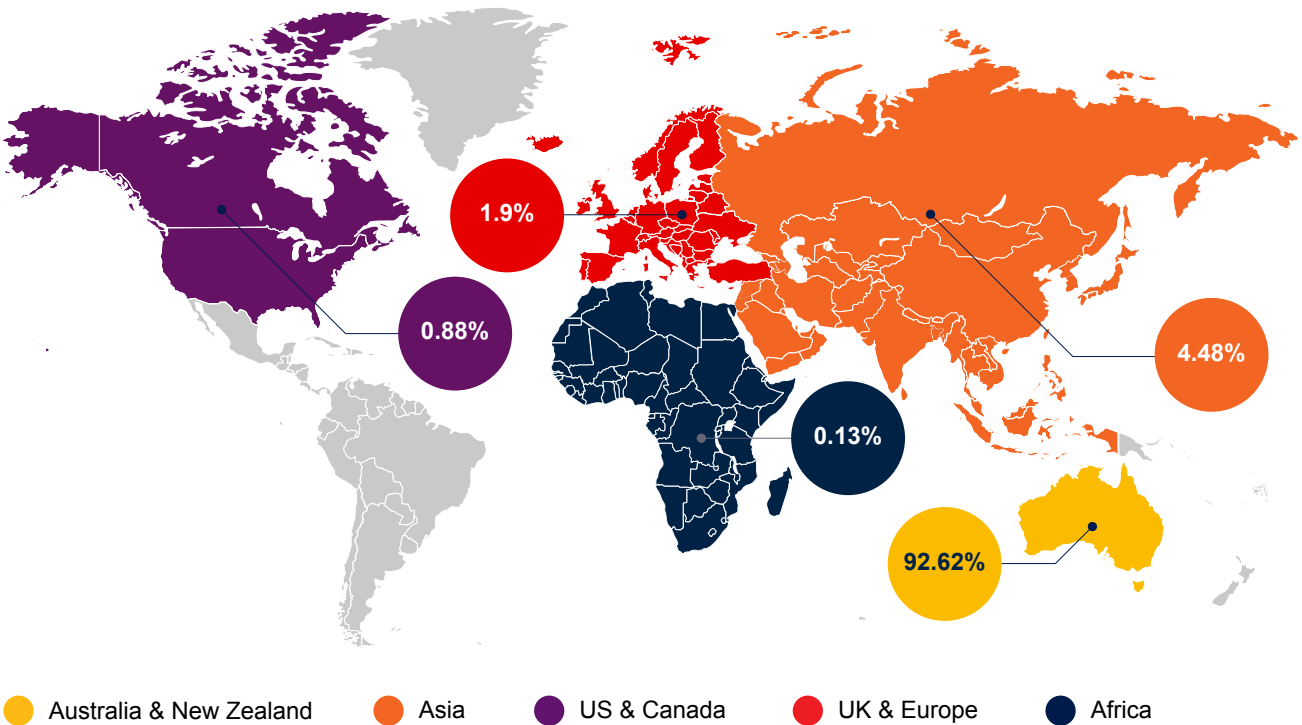 1.9%
0.88%
4.48%
0.13%
92.62%
Australia & New Zealand
Asia
US & Canada
UK & Europe
Africa